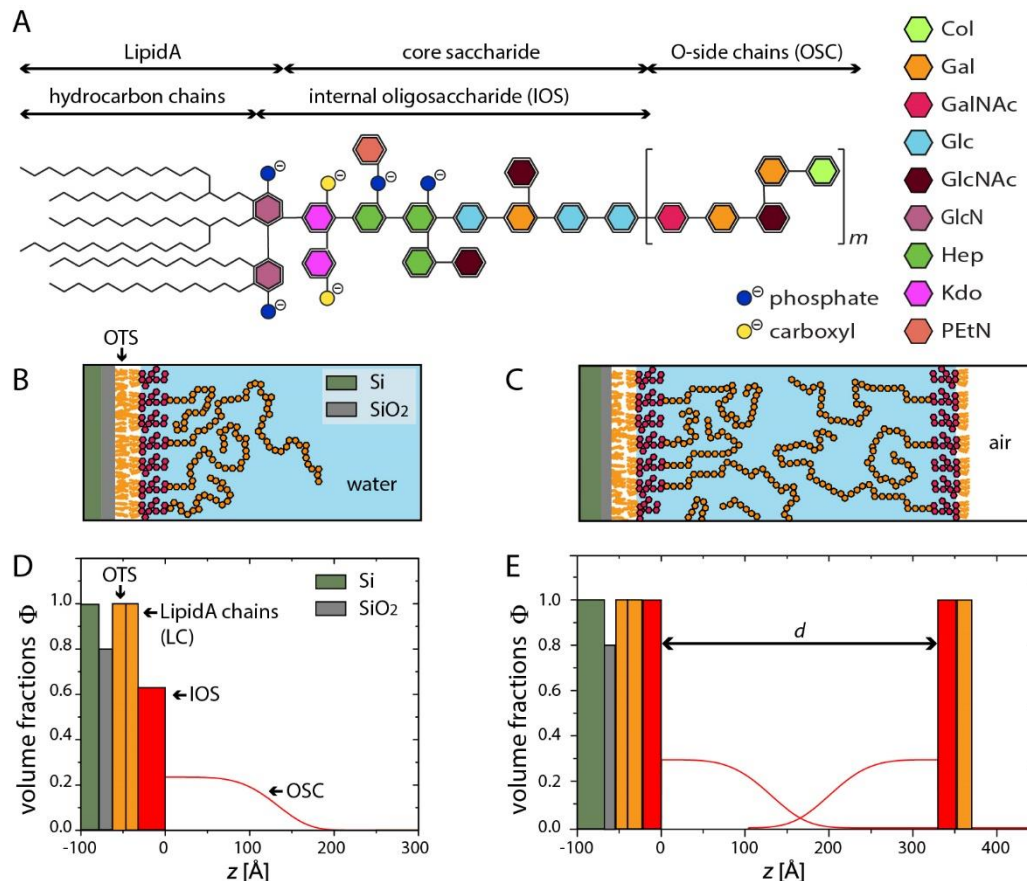 A
LipidA core saccharide O-side chains (OSC)
hydrocarbon chains internal oligosaccharide (IOS)
m
⊖ phosphate
⊖ carboxyl
Col
Gal
GalNAc
Glc
GlcNAc
GlcN
Hep
Kdo
PEtN
B
OTS
Si
SiO2
water
C
air
D
OTS
Si
SiO2
LipidA chains
(LC)
IOS
OSC
volume fractions Φ
1.0
0.8
0.6
0.4
0.2
0.0
-100 0 100 200 300
z [Å]
E
d
volume fractions Φ
1.0
0.8
0.6
0.4
0.2
0.0
-100 0 100 200 300 400
z [Å]